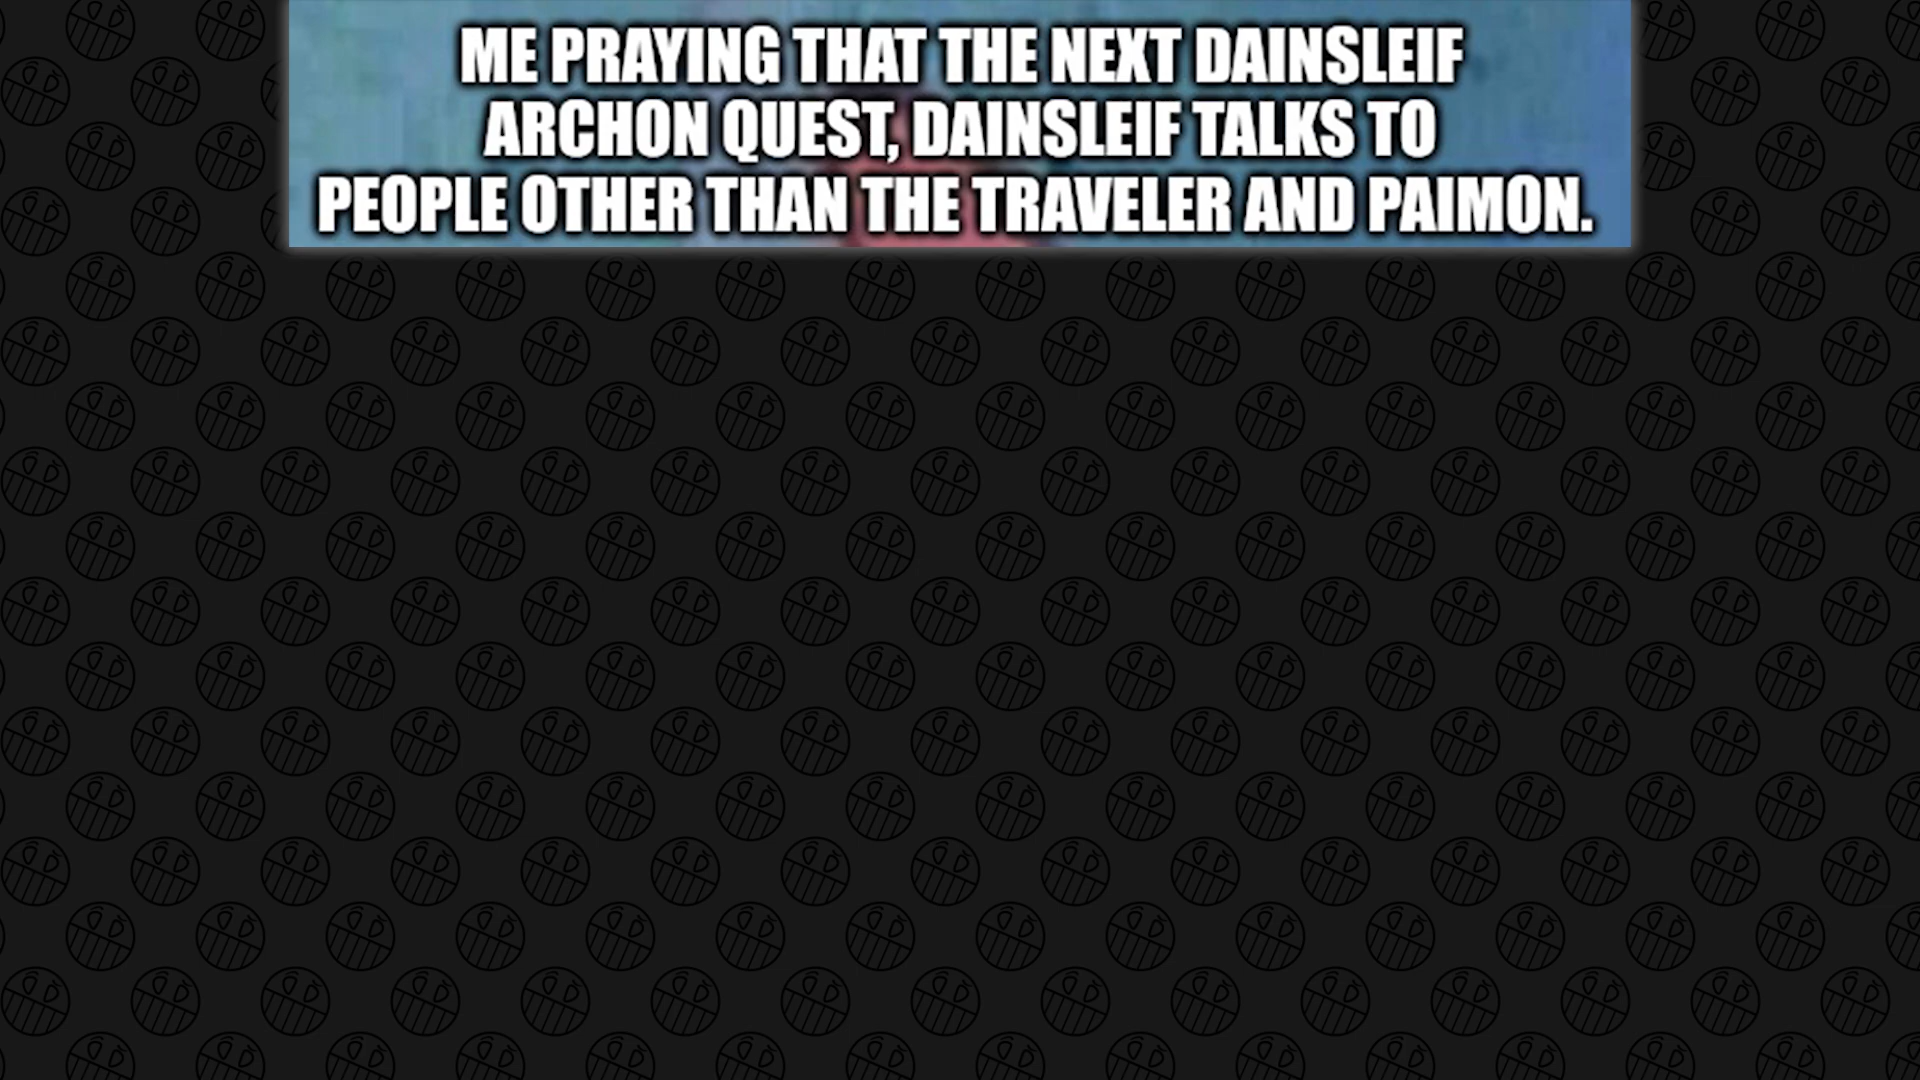 ME PRAYING THAT THE NEXT DAINSLEIF
ARCHON QUEST, DAINSLEIF TALKS TO
PEOPLE OTHER THAN THE TRAVELER AND PAIMON.